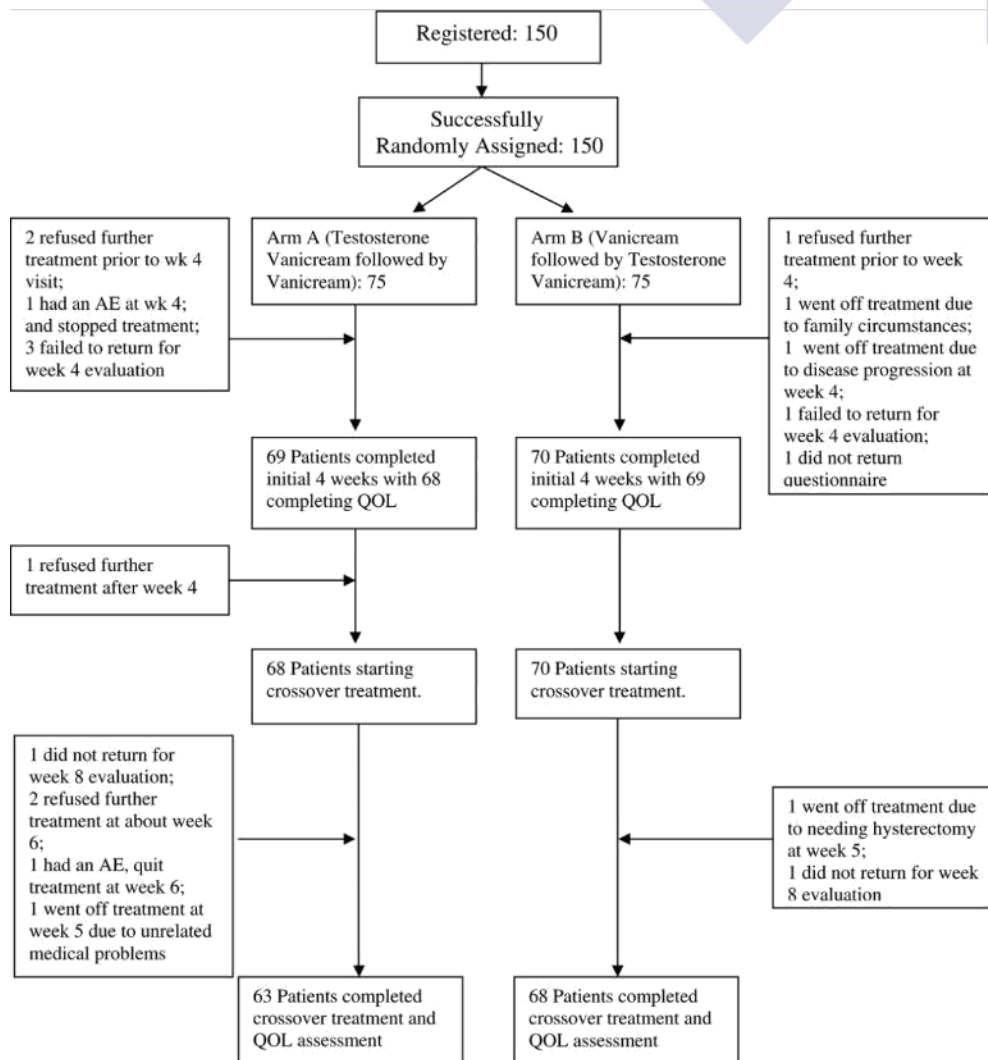 Registered: 150
Successfully
Randomly Assigned: 150
2 refused further
treatment prior to wk 4
visit;
1 had an AE at wk 4;
and stopped treatment;
3 failed to return for
week 4 evaluation
Arm A (Testosterone
Vanicream followed by
Vanicream): 75
Arm B (Vanicream
followed by Testosterone
Vanicream): 75
1 refused further
treatment prior to week
4;
1 went off treatment due
to family circumstances;
1 went off treatment due
to disease progression at
week 4;
1 failed to return for
week 4 evaluation;
1 did not return
questionnaire
69 Patients completed
initial 4 weeks with 68
completing QOL
70 Patients completed
initial 4 weeks with 69
completing QOL
1 refused further
treatment after week 4
68 Patients starting
crossover treatment.
70 Patients starting
crossover treatment.
1 did not return for
week 8 evaluation;
2 refused further
treatment at about week
6;
1 had an AE, quit
treatment at week 6;
1 went off treatment at
week 5 due to unrelated
medical problems
1 went off treatment due
to needing hysterectomy
at week 5;
1 did not return for week
8 evaluation
63 Patients completed
crossover treatment and
QOL assessment
68 Patients completed
crossover treatment and
QOL assessment